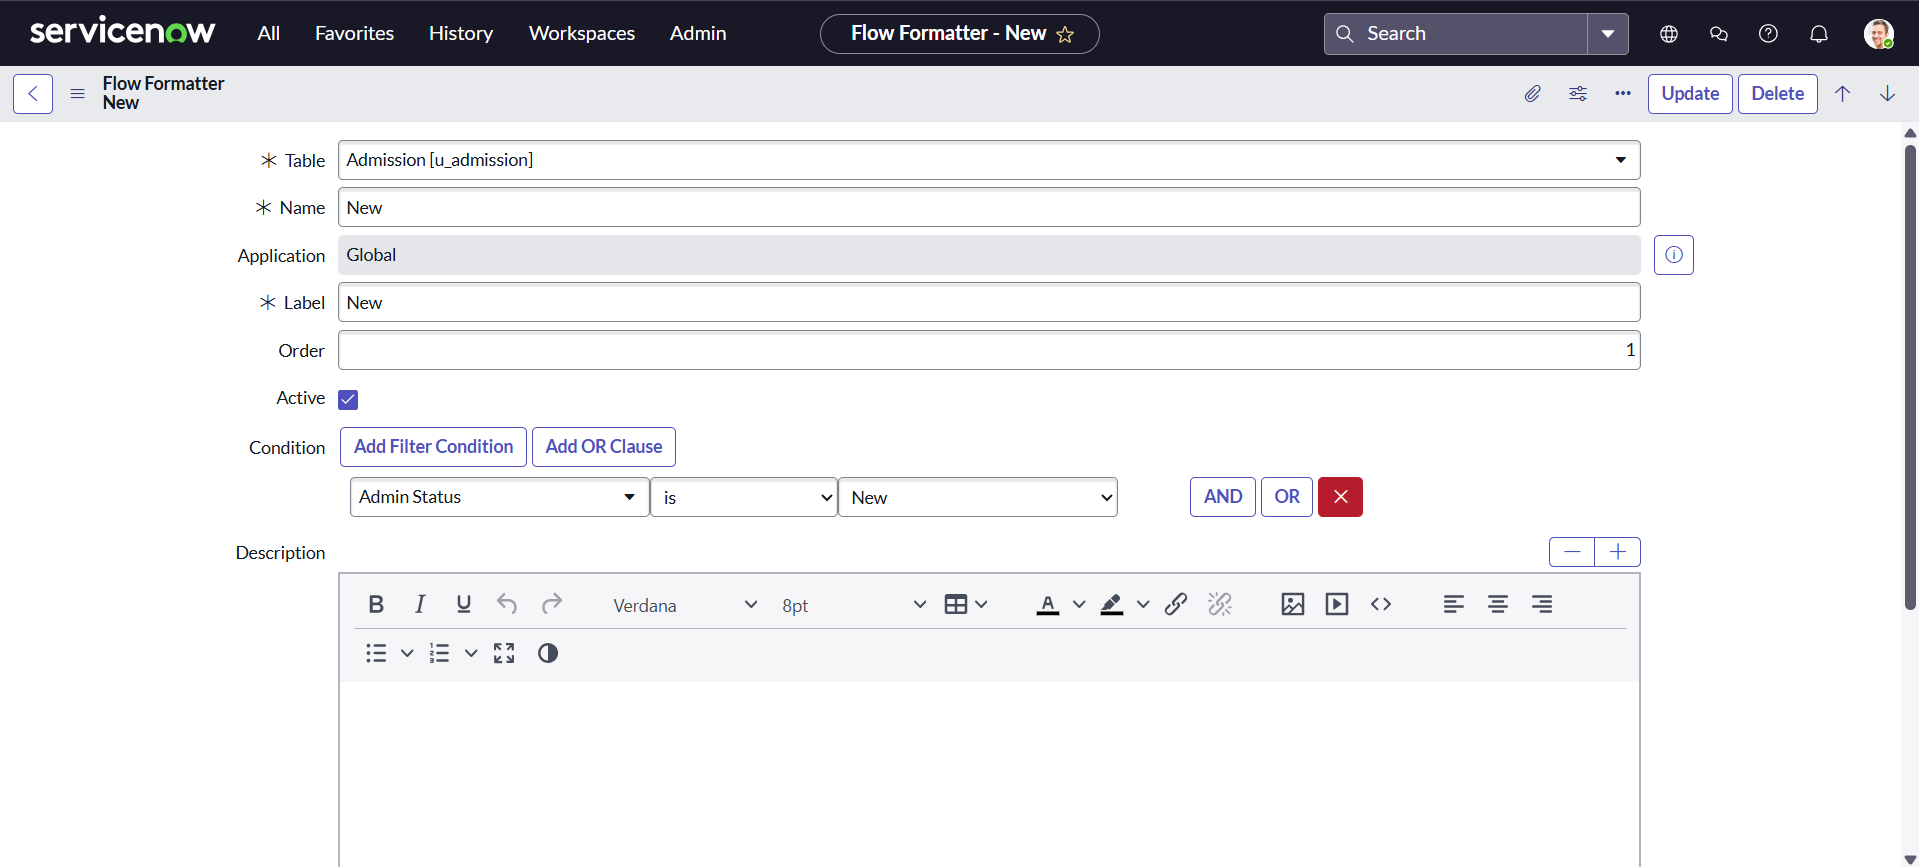 servicenow All Favorites History Workspaces Admin Flow Formatter - New Search
Flow Formatter
New
Update Delete
Table Admission [u_admission]
Name New
Application Global
Label New
Order 1
Active
Condition Add Filter Condition Add OR Clause
Admin Status is New AND OR
Description
B I U Verdana 8pt A